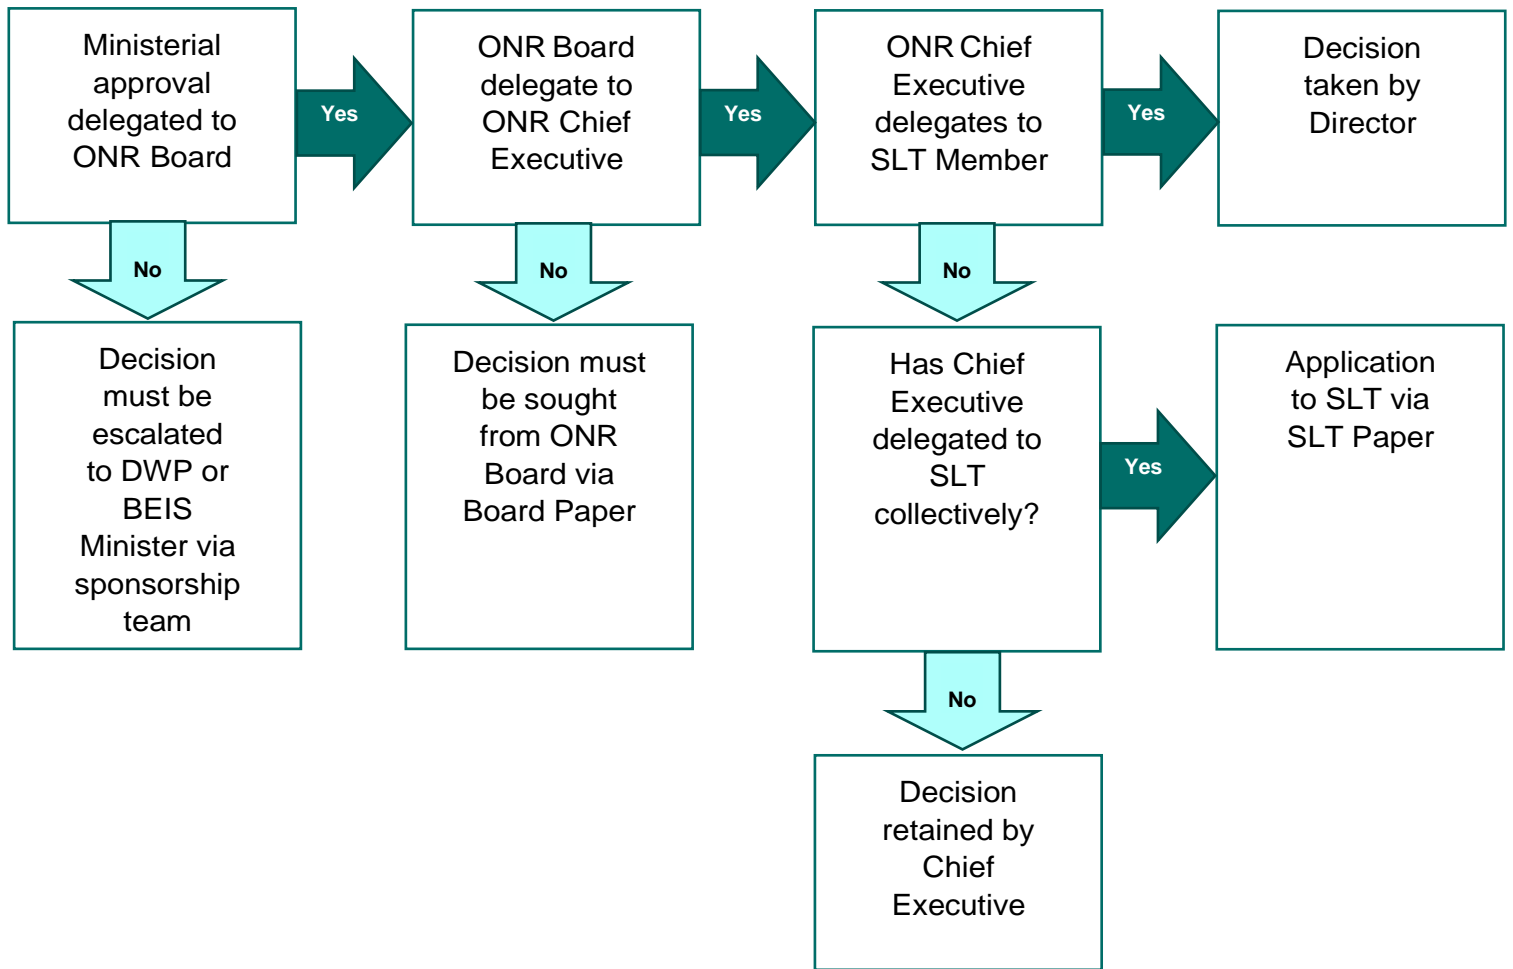 Ministerial
approval
delegated to
ONR Board
Yes
ONR Board
delegate to
ONR Chief
Executive
Yes
ONR Chief
Executive
delegates to
SLT Member
Yes
Decision
taken by
Director
No
No
No
Decision
must be
escalated
to DWP or
BEIS
Minister via
sponsorship
team
Decision must
be sought
from ONR
Board via
Board Paper
Has Chief
Executive
delegated to
SLT
collectively?
Yes
Application
to SLT via
SLT Paper
No
Decision
retained by
Chief
Executive